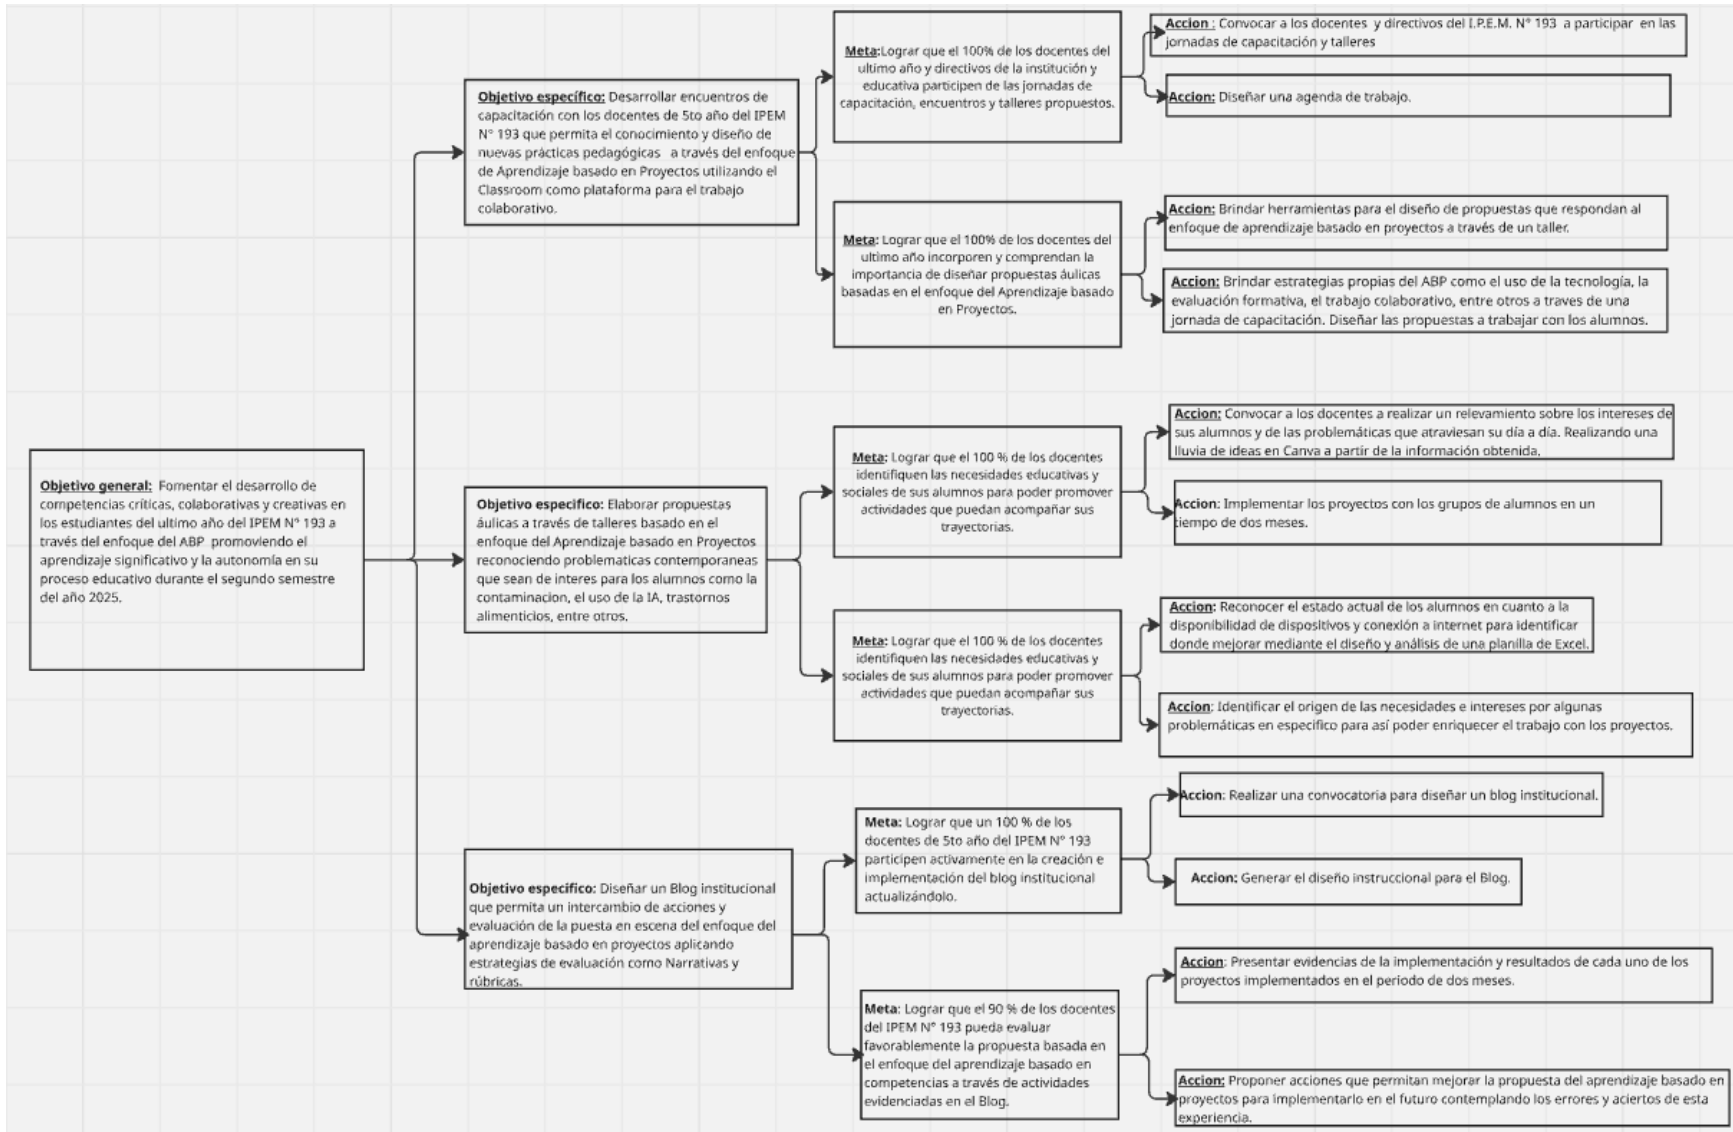 Objetivo general: Fomentar el desarrollo de
competencias críticas, colaborativas y creativas en
los estudiantes del ultimo año del IPEM N° 193 a
través del enfoque del ABP promoviendo el
aprendizaje significativo y la autonomía en su
proceso educativo durante el segundo semestre
del año 2025.
Objetivo específico: Desarrollar encuentros de
capacitación con los docentes de 5to año del IPEM
N° 193 que permita el conocimiento y diseño de
nuevas prácticas pedagógicas a través del enfoque
de Aprendizaje basado en Proyectos utilizando el
Classroom como plataforma para el trabajo
colaborativo.
Meta:Lograr que el 100% de los docentes del
ultimo año y directivos de la institución y
educativa participen de las jornadas de
capacitación, encuentros y talleres propuestos.
Accion : Convocar a los docentes y directivos del I.P.E.M. N° 193 a participar en las
jornadas de capacitación y talleres
Accion: Diseñar una agenda de trabajo.
Meta: Lograr que el 100% de los docentes del
ultimo año incorporen y comprendan la
importancia de diseñar propuestas áulicas
basadas en el enfoque del Aprendizaje basado
en Proyectos.
Accion: Brindar herramientas para el diseño de propuestas que respondan al
enfoque de aprendizaje basado en proyectos a través de un taller.
Accion: Brindar estrategias propias del ABP como el uso de la tecnología, la
evaluación formativa, el trabajo colaborativo, entre otros a traves de una
jornada de capacitación. Diseñar las propuestas a trabajar con los alumnos.
Objetivo especifico: Elaborar propuestas
áulicas a través de talleres basado en el
enfoque del Aprendizaje basado en Proyectos
reconociendo problematicas contemporaneas
que sean de interes para los alumnos como la
contaminacion, el uso de la IA, trastornos
alimenticios, entre otros.
Meta: Lograr que el 100 % de los docentes
identifiquen las necesidades educativas y
sociales de sus alumnos para poder promover
actividades que puedan acompañar sus
trayectorias.
Accion: Convocar a los docentes a realizar un relevamiento sobre los intereses de
sus alumnos y de las problemáticas que atraviesan su día a día. Realizando una
lluvia de ideas en Canva a partir de la información obtenida.
Accion: Implementar los proyectos con los grupos de alumnos en un
tiempo de dos meses.
Meta: Lograr que el 100 % de los docentes
identifiquen las necesidades educativas y
sociales de sus alumnos para poder promover
actividades que puedan acompañar sus
trayectorias.
Accion: Reconocer el estado actual de los alumnos en cuanto a la
disponibilidad de dispositivos y conexión a internet para identificar
donde mejorar mediante el diseño y análisis de una planilla de Excel.
Accion: Identificar el origen de las necesidades e intereses por algunas
problemáticas en especifico para así poder enriquecer el trabajo con los proyectos.
Objetivo especifico: Diseñar un Blog institucional
que permita un intercambio de acciones y
evaluación de la puesta en escena del enfoque del
aprendizaje basado en proyectos aplicando
estrategias de evaluación como Narrativas y
rúbricas.
Meta: Lograr que un 100 % de los
docentes de 5to año del IPEM N° 193
participen activamente en la creación e
implementación del blog institucional
actualizándolo.
Accion: Realizar una convocatoria para diseñar un blog institucional.
Accion: Generar el diseño instruccional para el Blog.
Meta: Lograr que el 90 % de los docentes
del IPEM N° 193 pueda evaluar
favorablemente la propuesta basada en
el enfoque del aprendizaje basado en
competencias a través de actividades
evidenciadas en el Blog.
Accion: Presentar evidencias de la implementación y resultados de cada uno de los
proyectos implementados en el periodo de dos meses.
Accion: Proponer acciones que permitan mejorar la propuesta del aprendizaje basado en
proyectos para implementarlo en el futuro contemplando los errores y aciertos de esta
experiencia.